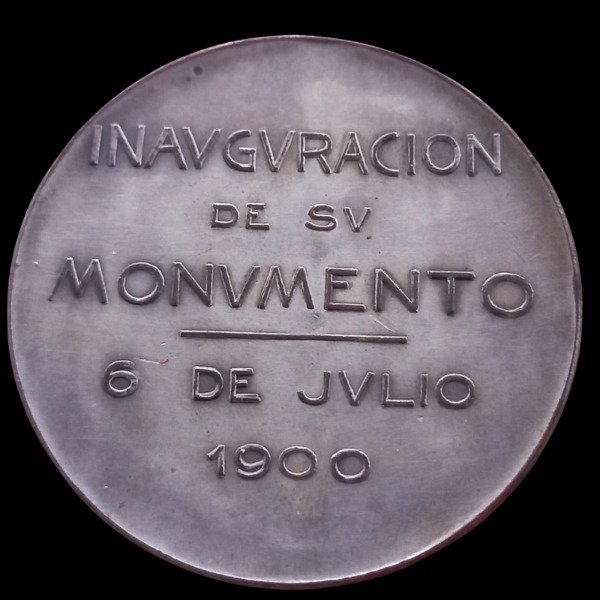 INAVGVRACION
DE SV
MONVMENTO
6 DE JVLIO
1900